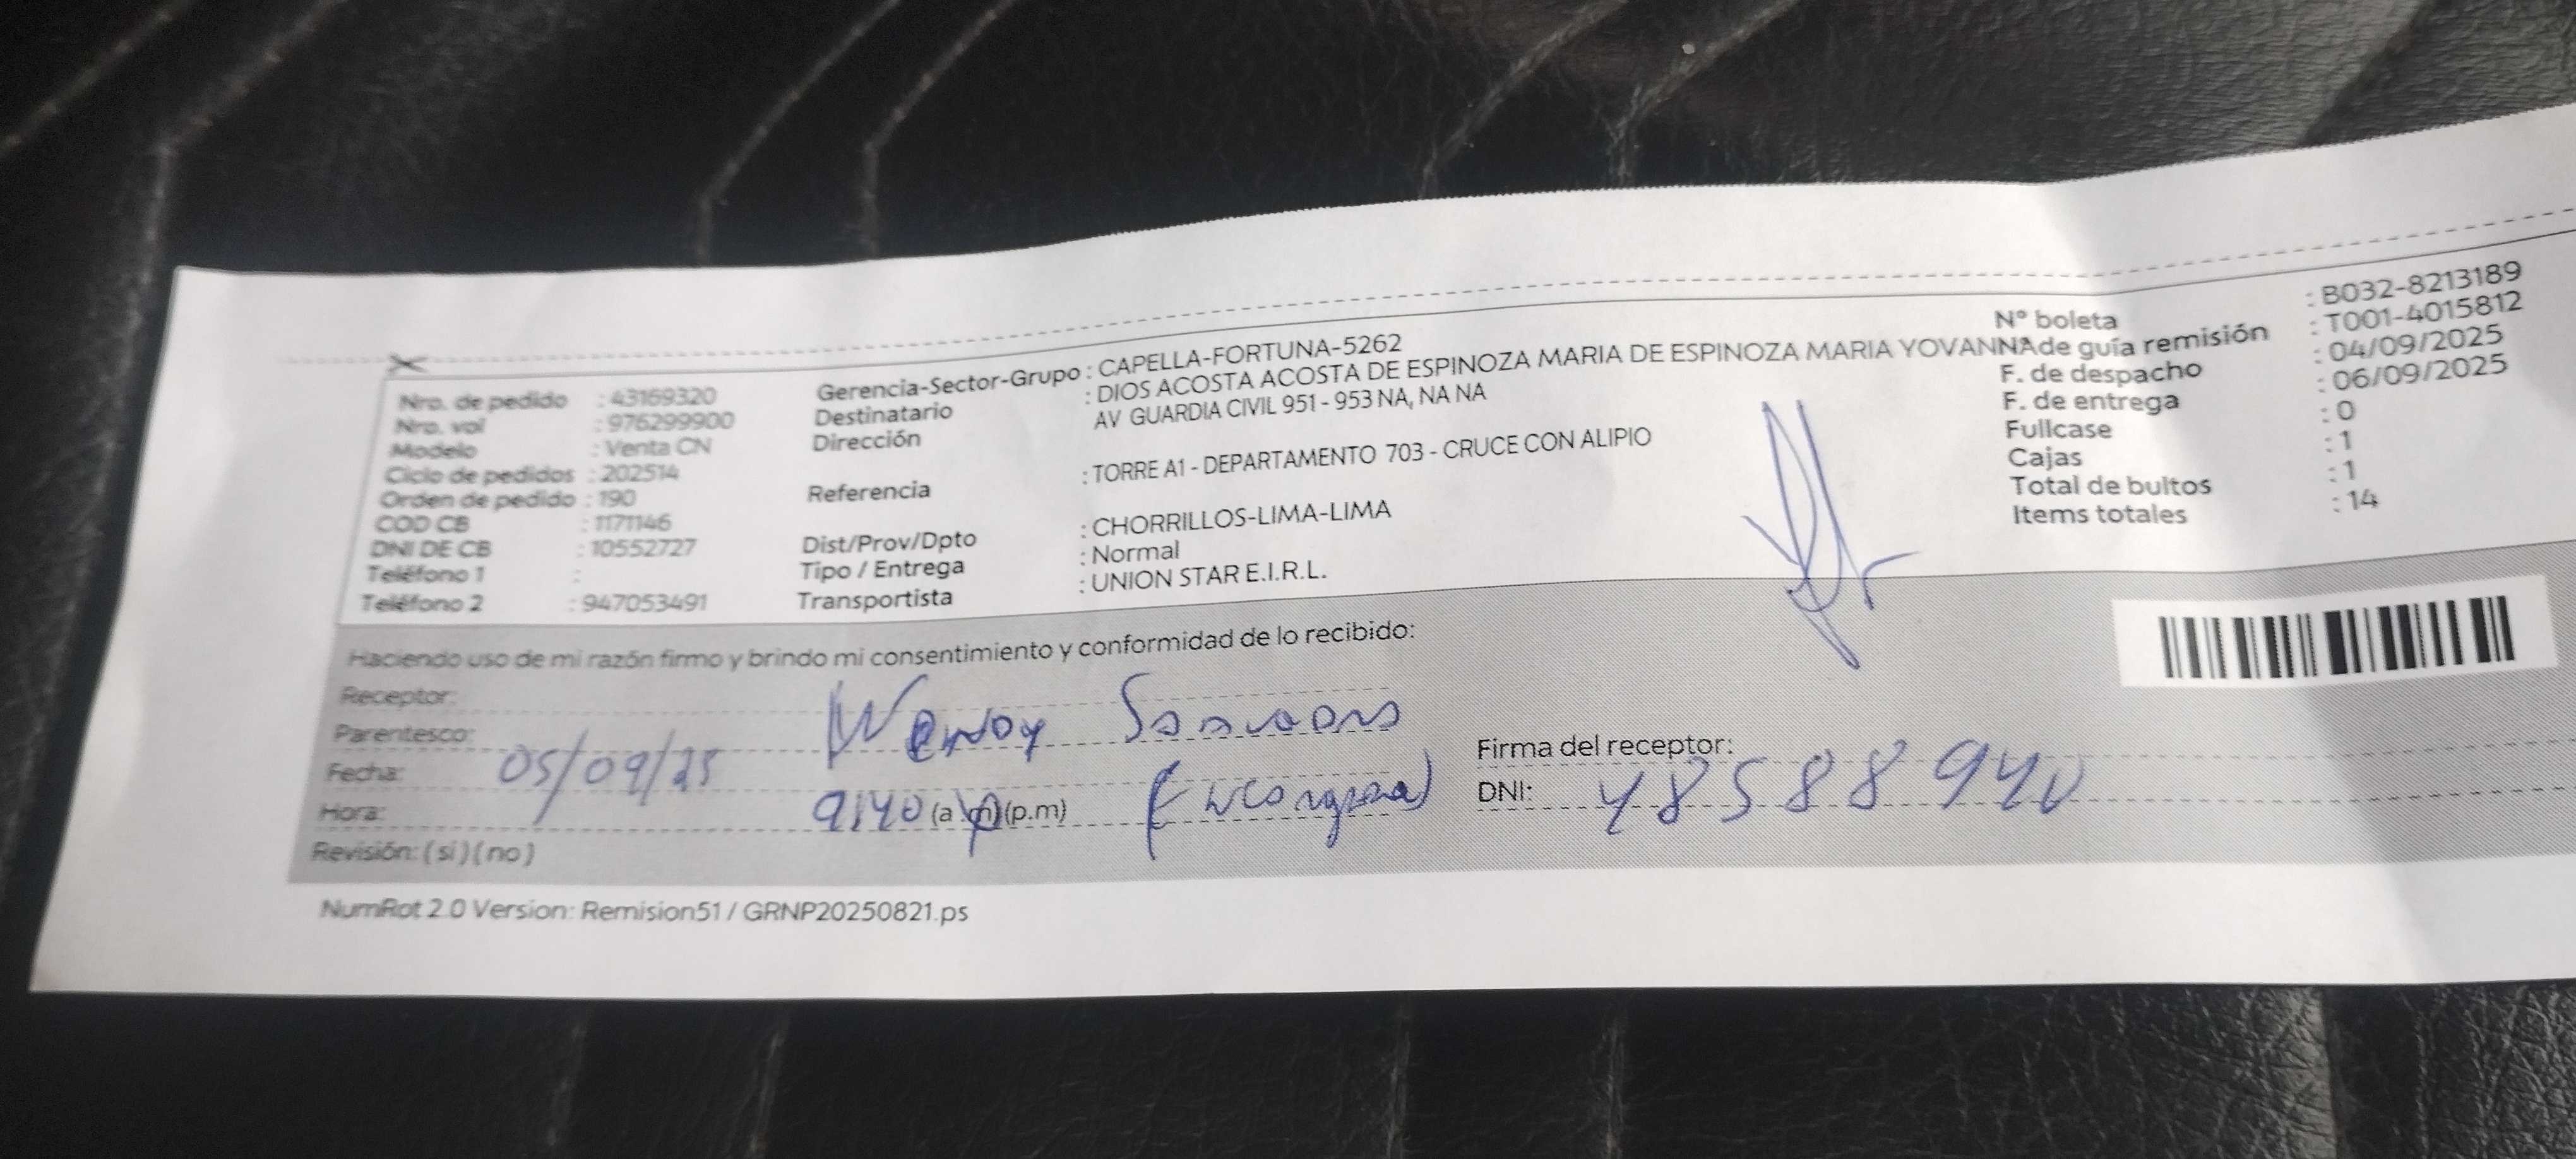 Nro. de pedido : 43169320
Nro. vol : 976299900
Modelo : Venta CN
Ciclo de pedidos : 202514
Orden de pedido : 190
COD CB : 1171146
DNI DE CB : 10552727
Teléfono 1 :
Teléfono 2 : 947053491
Gerencia-Sector-Grupo : CAPELLA-FORTUNA-5262
Destinatario : DIOS ACOSTA ACOSTA DE ESPINOZA MARIA DE ESPINOZA MARIA YOVANNA
Dirección AV GUARDIA CIVIL 951 - 953 NA, NA NA
Referencia : TORRE A1 - DEPARTAMENTO 703 - CRUCE CON ALIPIO
Dist/Prov/Dpto : CHORRILLOS-LIMA-LIMA
Tipo / Entrega : Normal
Transportista : UNION STAR E.I.R.L.
N° boleta : B032-8213189
de guía remisión : T001-4015812
F. de despacho : 04/09/2025
F. de entrega : 06/09/2025
Fullcase : 0
Cajas : 1
Total de bultos : 1
Items totales : 14
Haciendo uso de mi razón firmo y brindo mi consentimiento y conformidad de lo recibido:
Receptor:
Wendy
Parentesco:
Fecha: 05/09/25
Hora: 9:40 (a.m) (p.m)
Revisión: ( si ) ( no )
Firma del receptor:
DNI: 48588940
NumRot 2.0 Version: Remision51 / GRNP20250821.ps